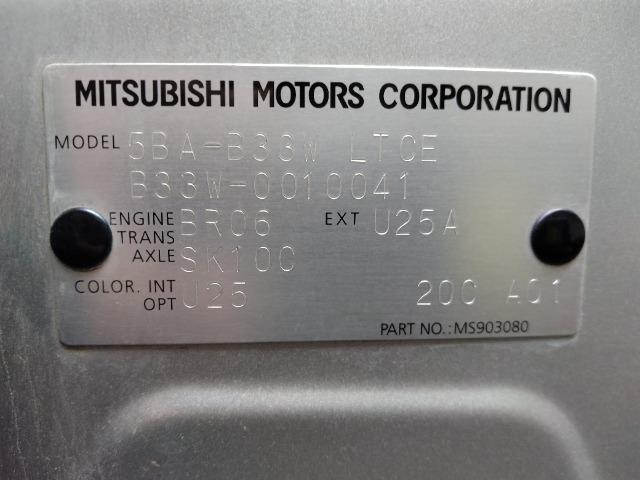 MITSUBISHI MOTORS CORPORATION
MODEL 5BA-B33W LTCE
B33W-0010041
ENGINE BR06 EXT U25A
TRANS
AXLE SK10C
COLOR. INT
OPT U25 20C A01
PART NO.:MS903080